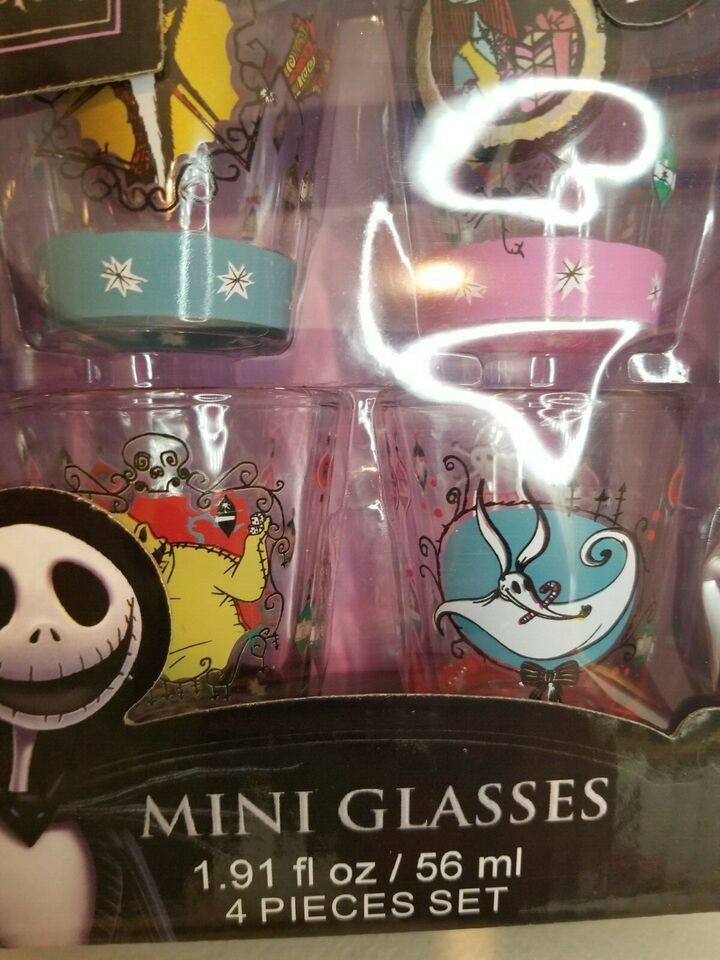 MINI GLASSES
1.91 fl oz / 56 ml
4 PIECES SET